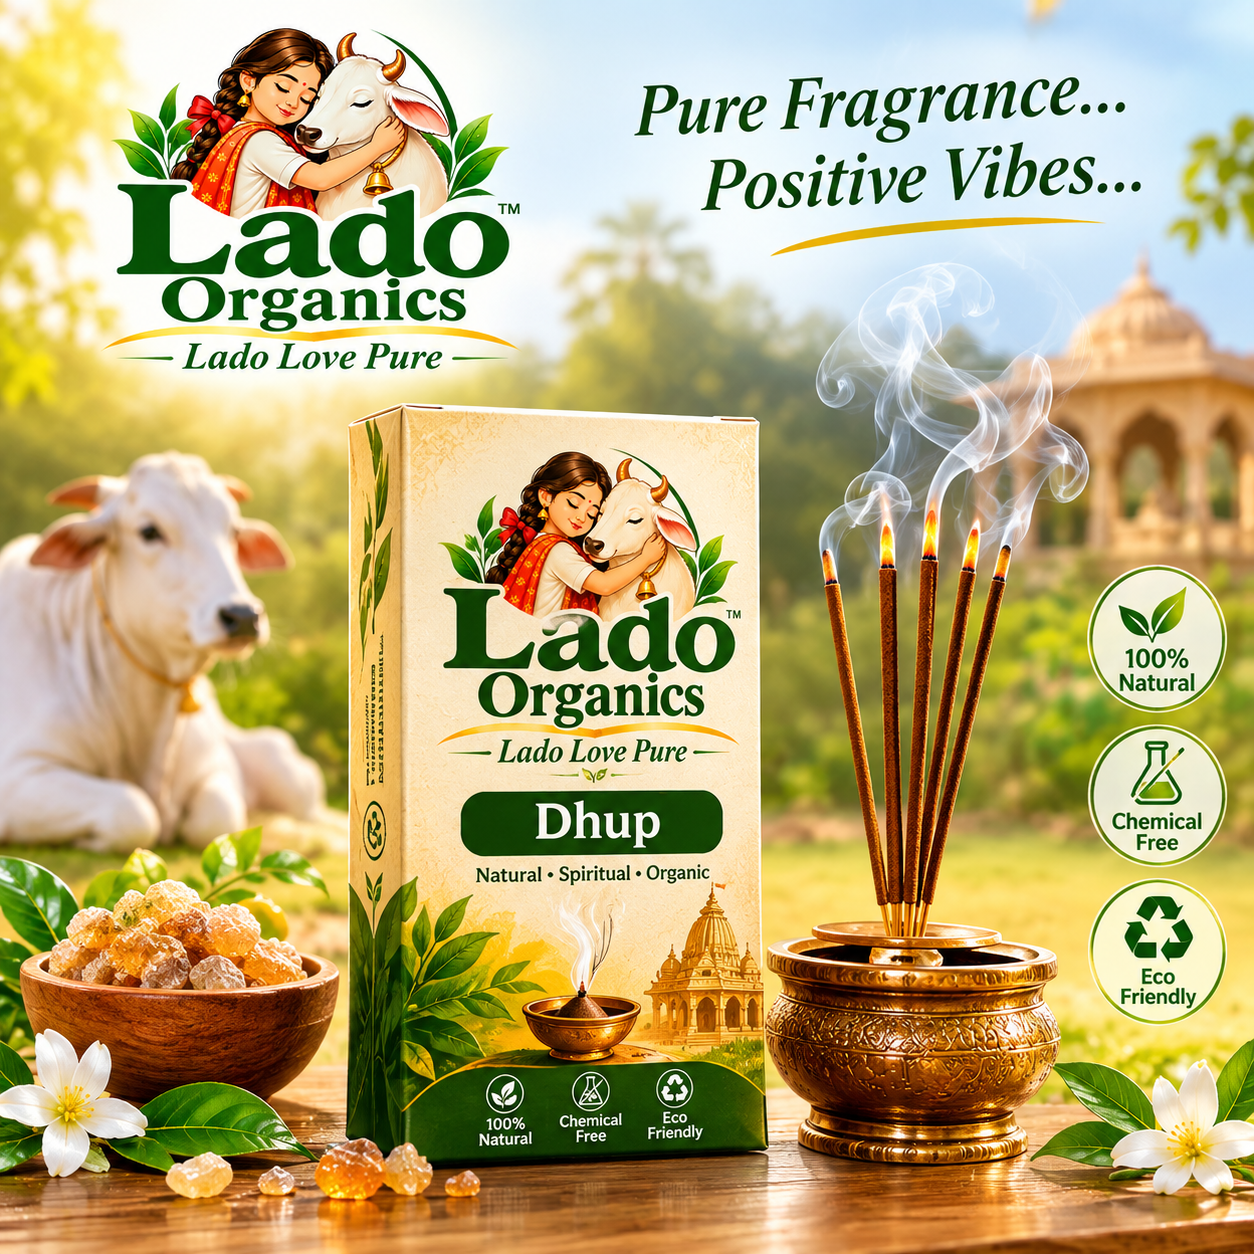 Lado™
Organics
Lado Love Pure
Pure Fragrance...
Positive Vibes...
Lado™
Organics
Lado Love Pure
Dhup
Natural • Spiritual • Organic
100%
Natural
Chemical
Free
Eco
Friendly
100%
Natural
Chemical
Free
Eco
Friendly